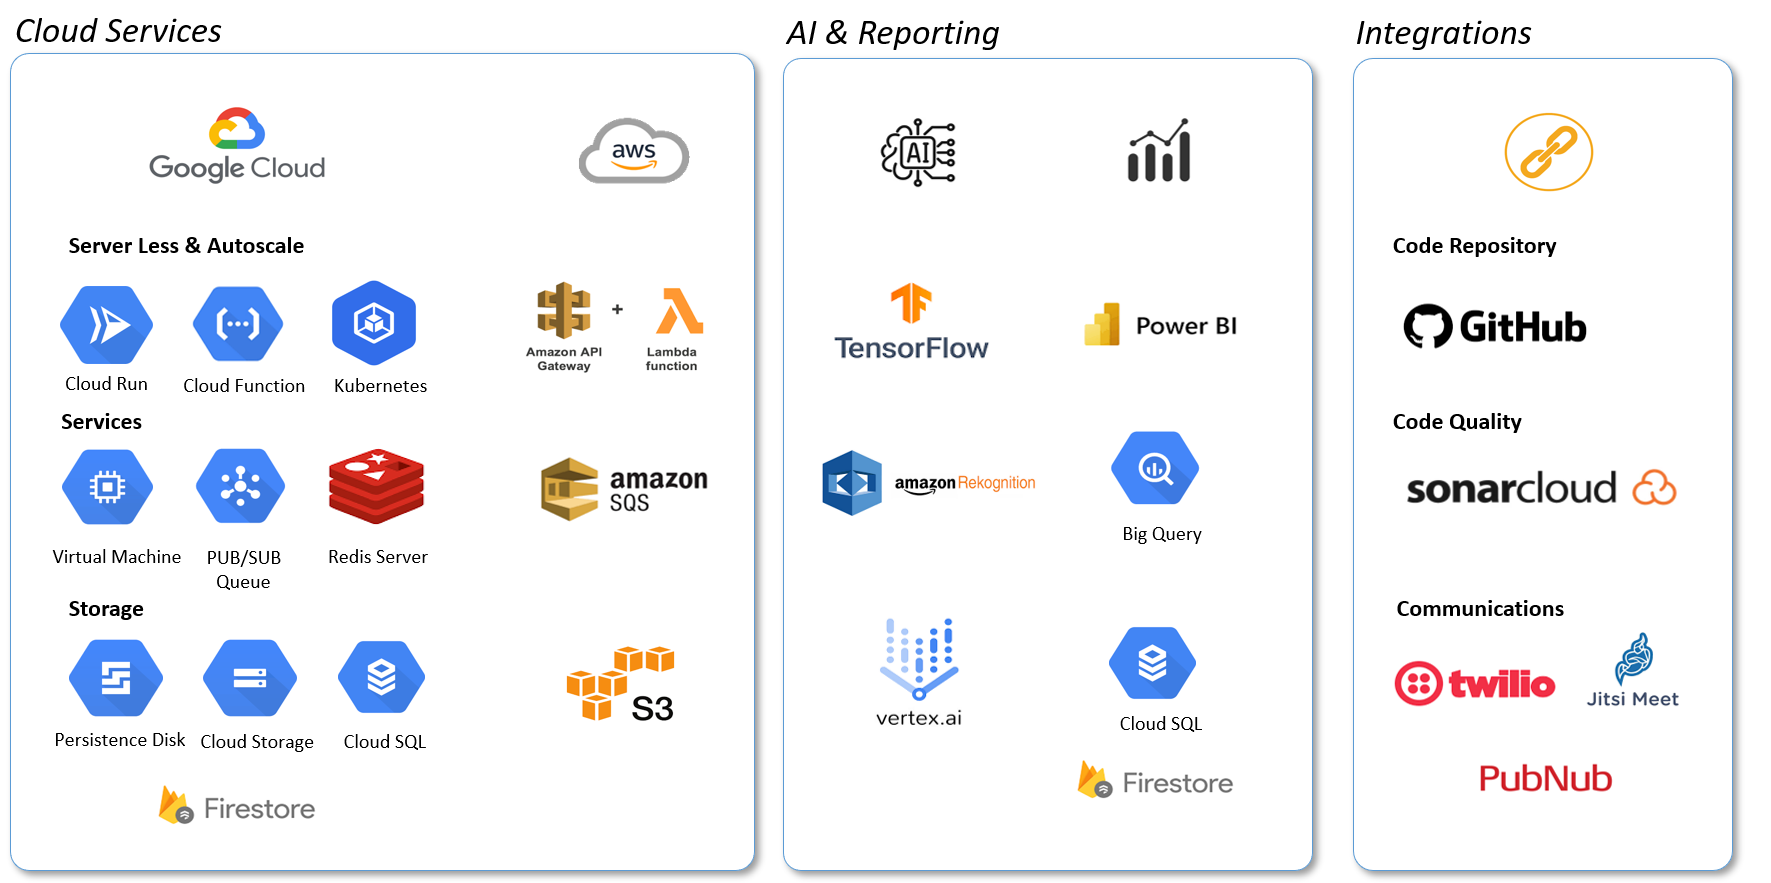 Cloud Services
Google Cloud
aws
Server Less & Autoscale
Cloud Run
Cloud Function
Kubernetes
Amazon API
Gateway
+
Lambda
function
Services
Virtual Machine
PUB/SUB
Queue
Redis Server
amazon
SQS
Storage
Persistence Disk
Cloud Storage
Cloud SQL
S3
Firestore
AI & Reporting
AI
TensorFlow
Power BI
amazon Rekognition
Big Query
vertex.ai
Cloud SQL
Firestore
Integrations
Code Repository
GitHub
Code Quality
sonarcloud
Communications
twilio
Jitsi Meet
PubNub